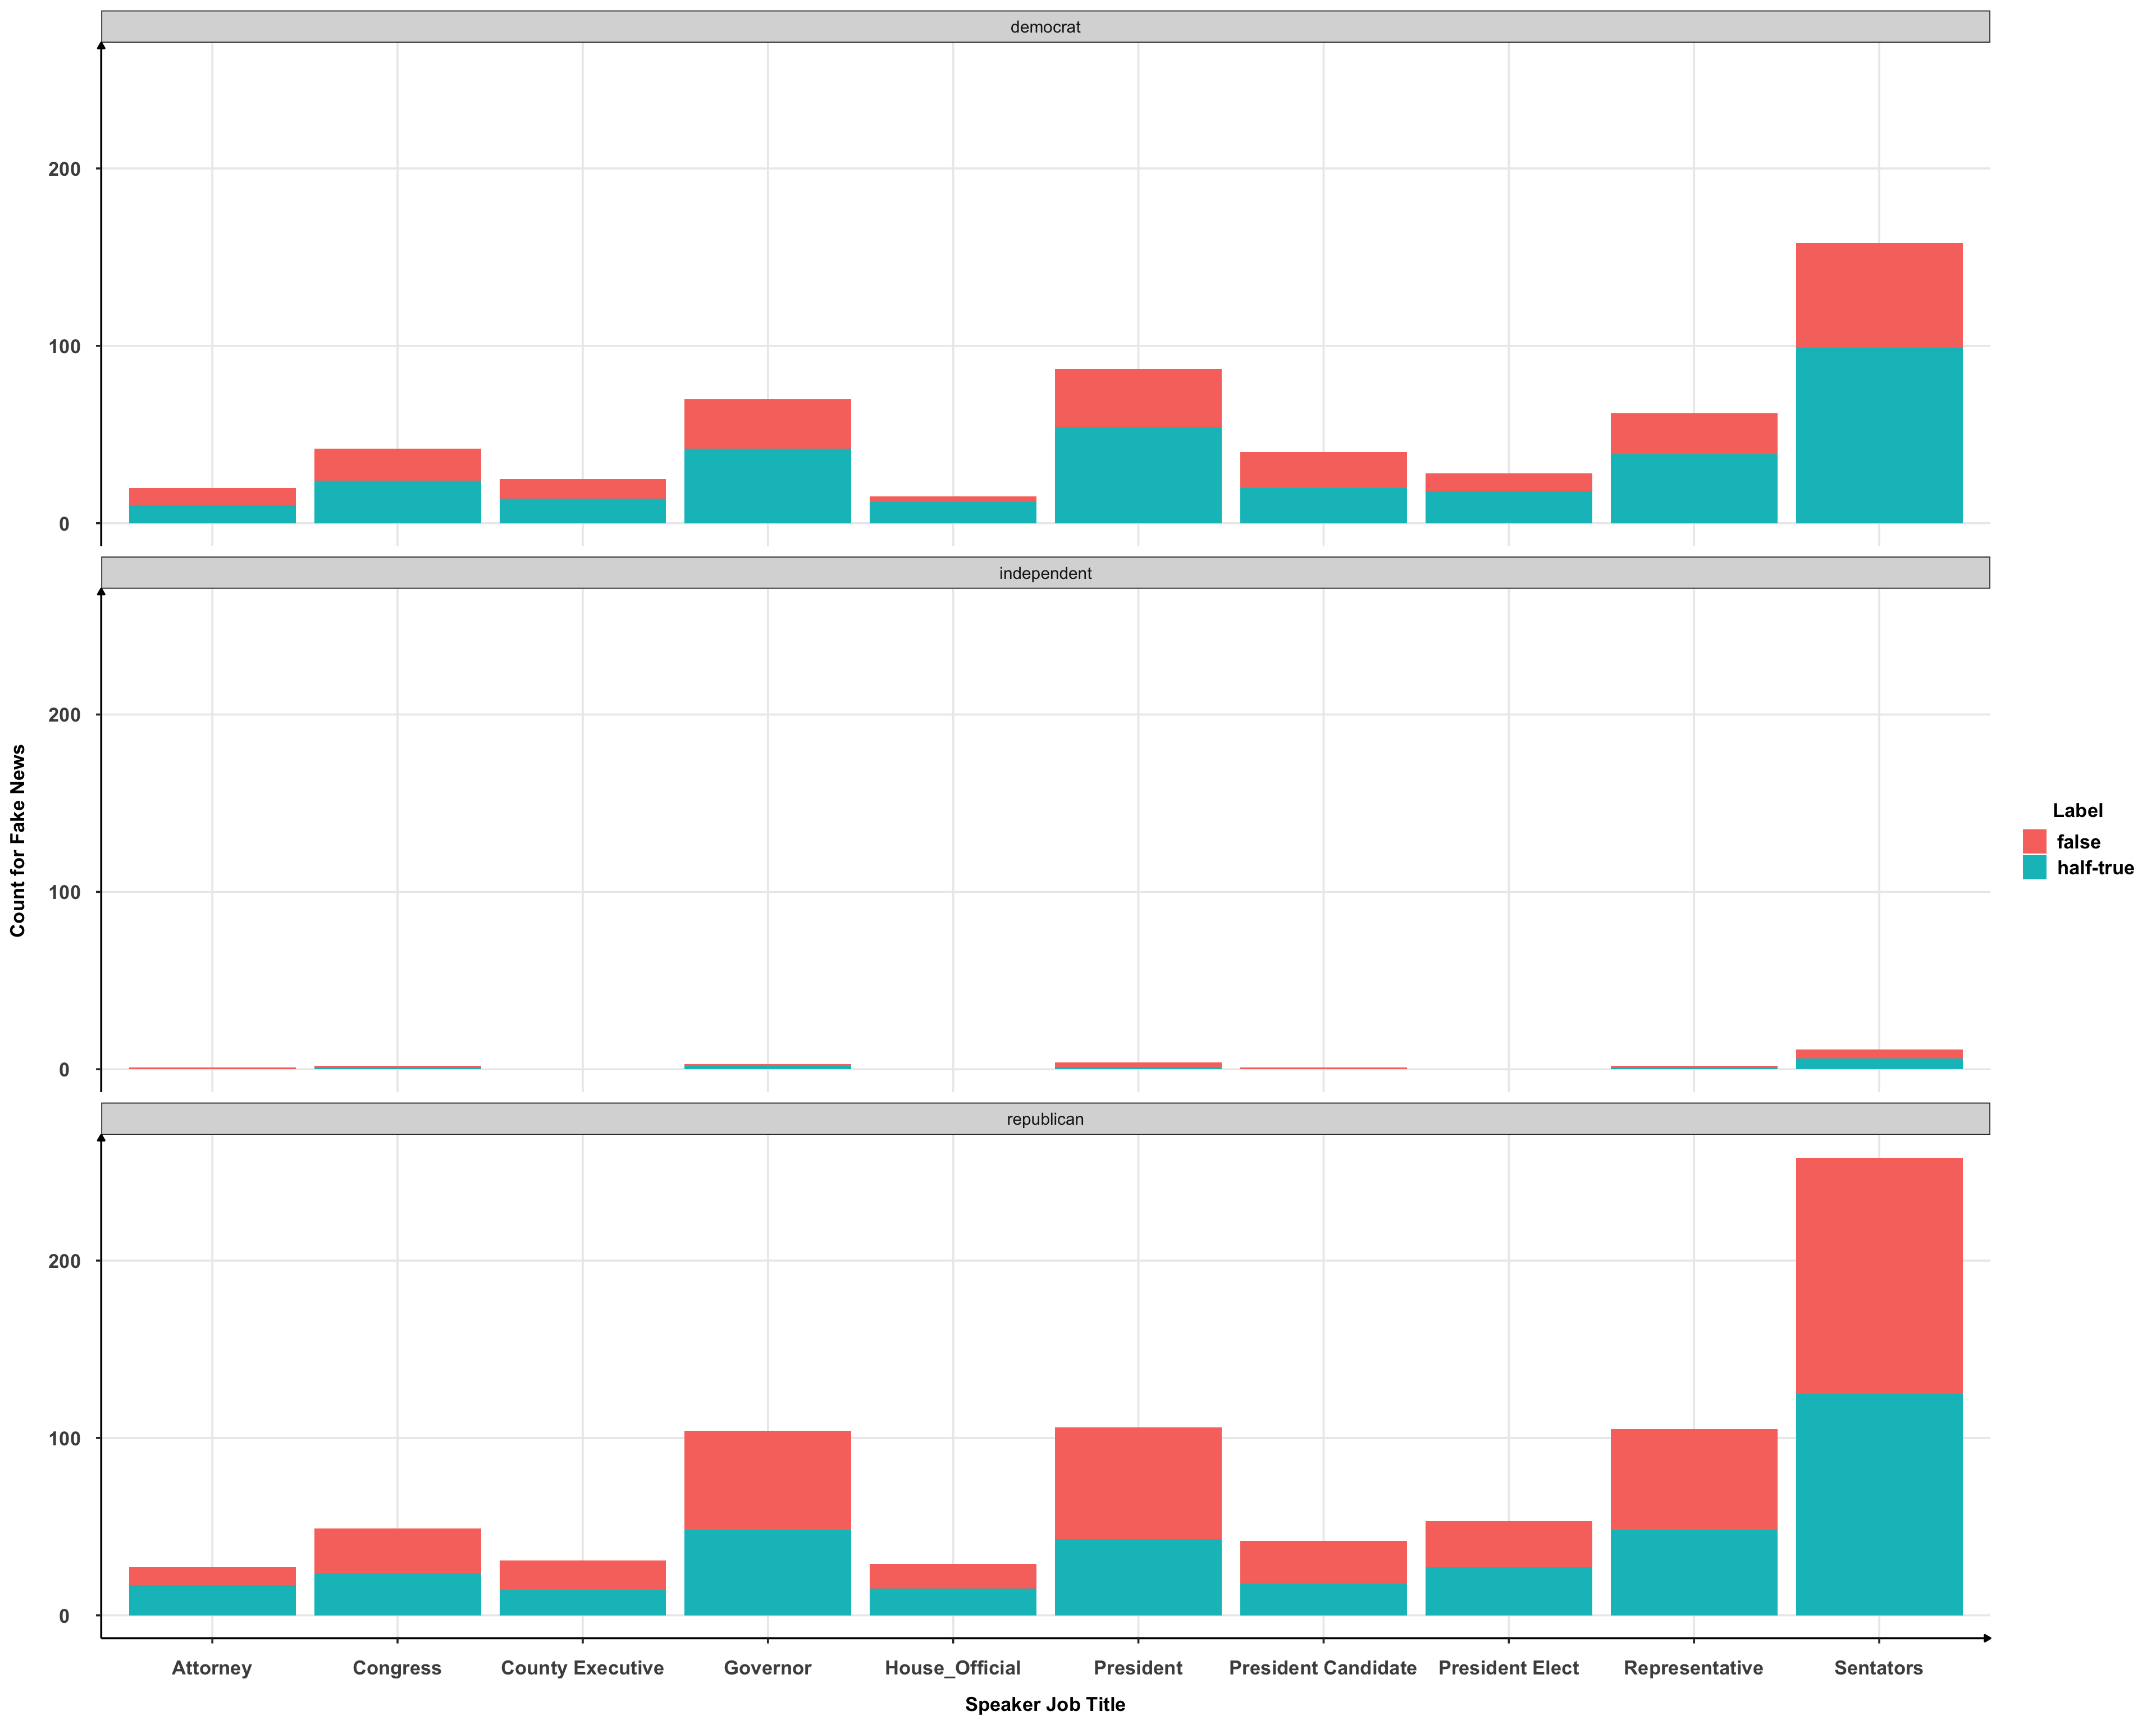 democrat
200
100
0
independent
200
100
0
republican
200
100
0
Attorney Congress County Executive Governor House_Official President President Candidate President Elect Representative Sentators
Speaker Job Title
Count for Fake News
Label
false
half-true